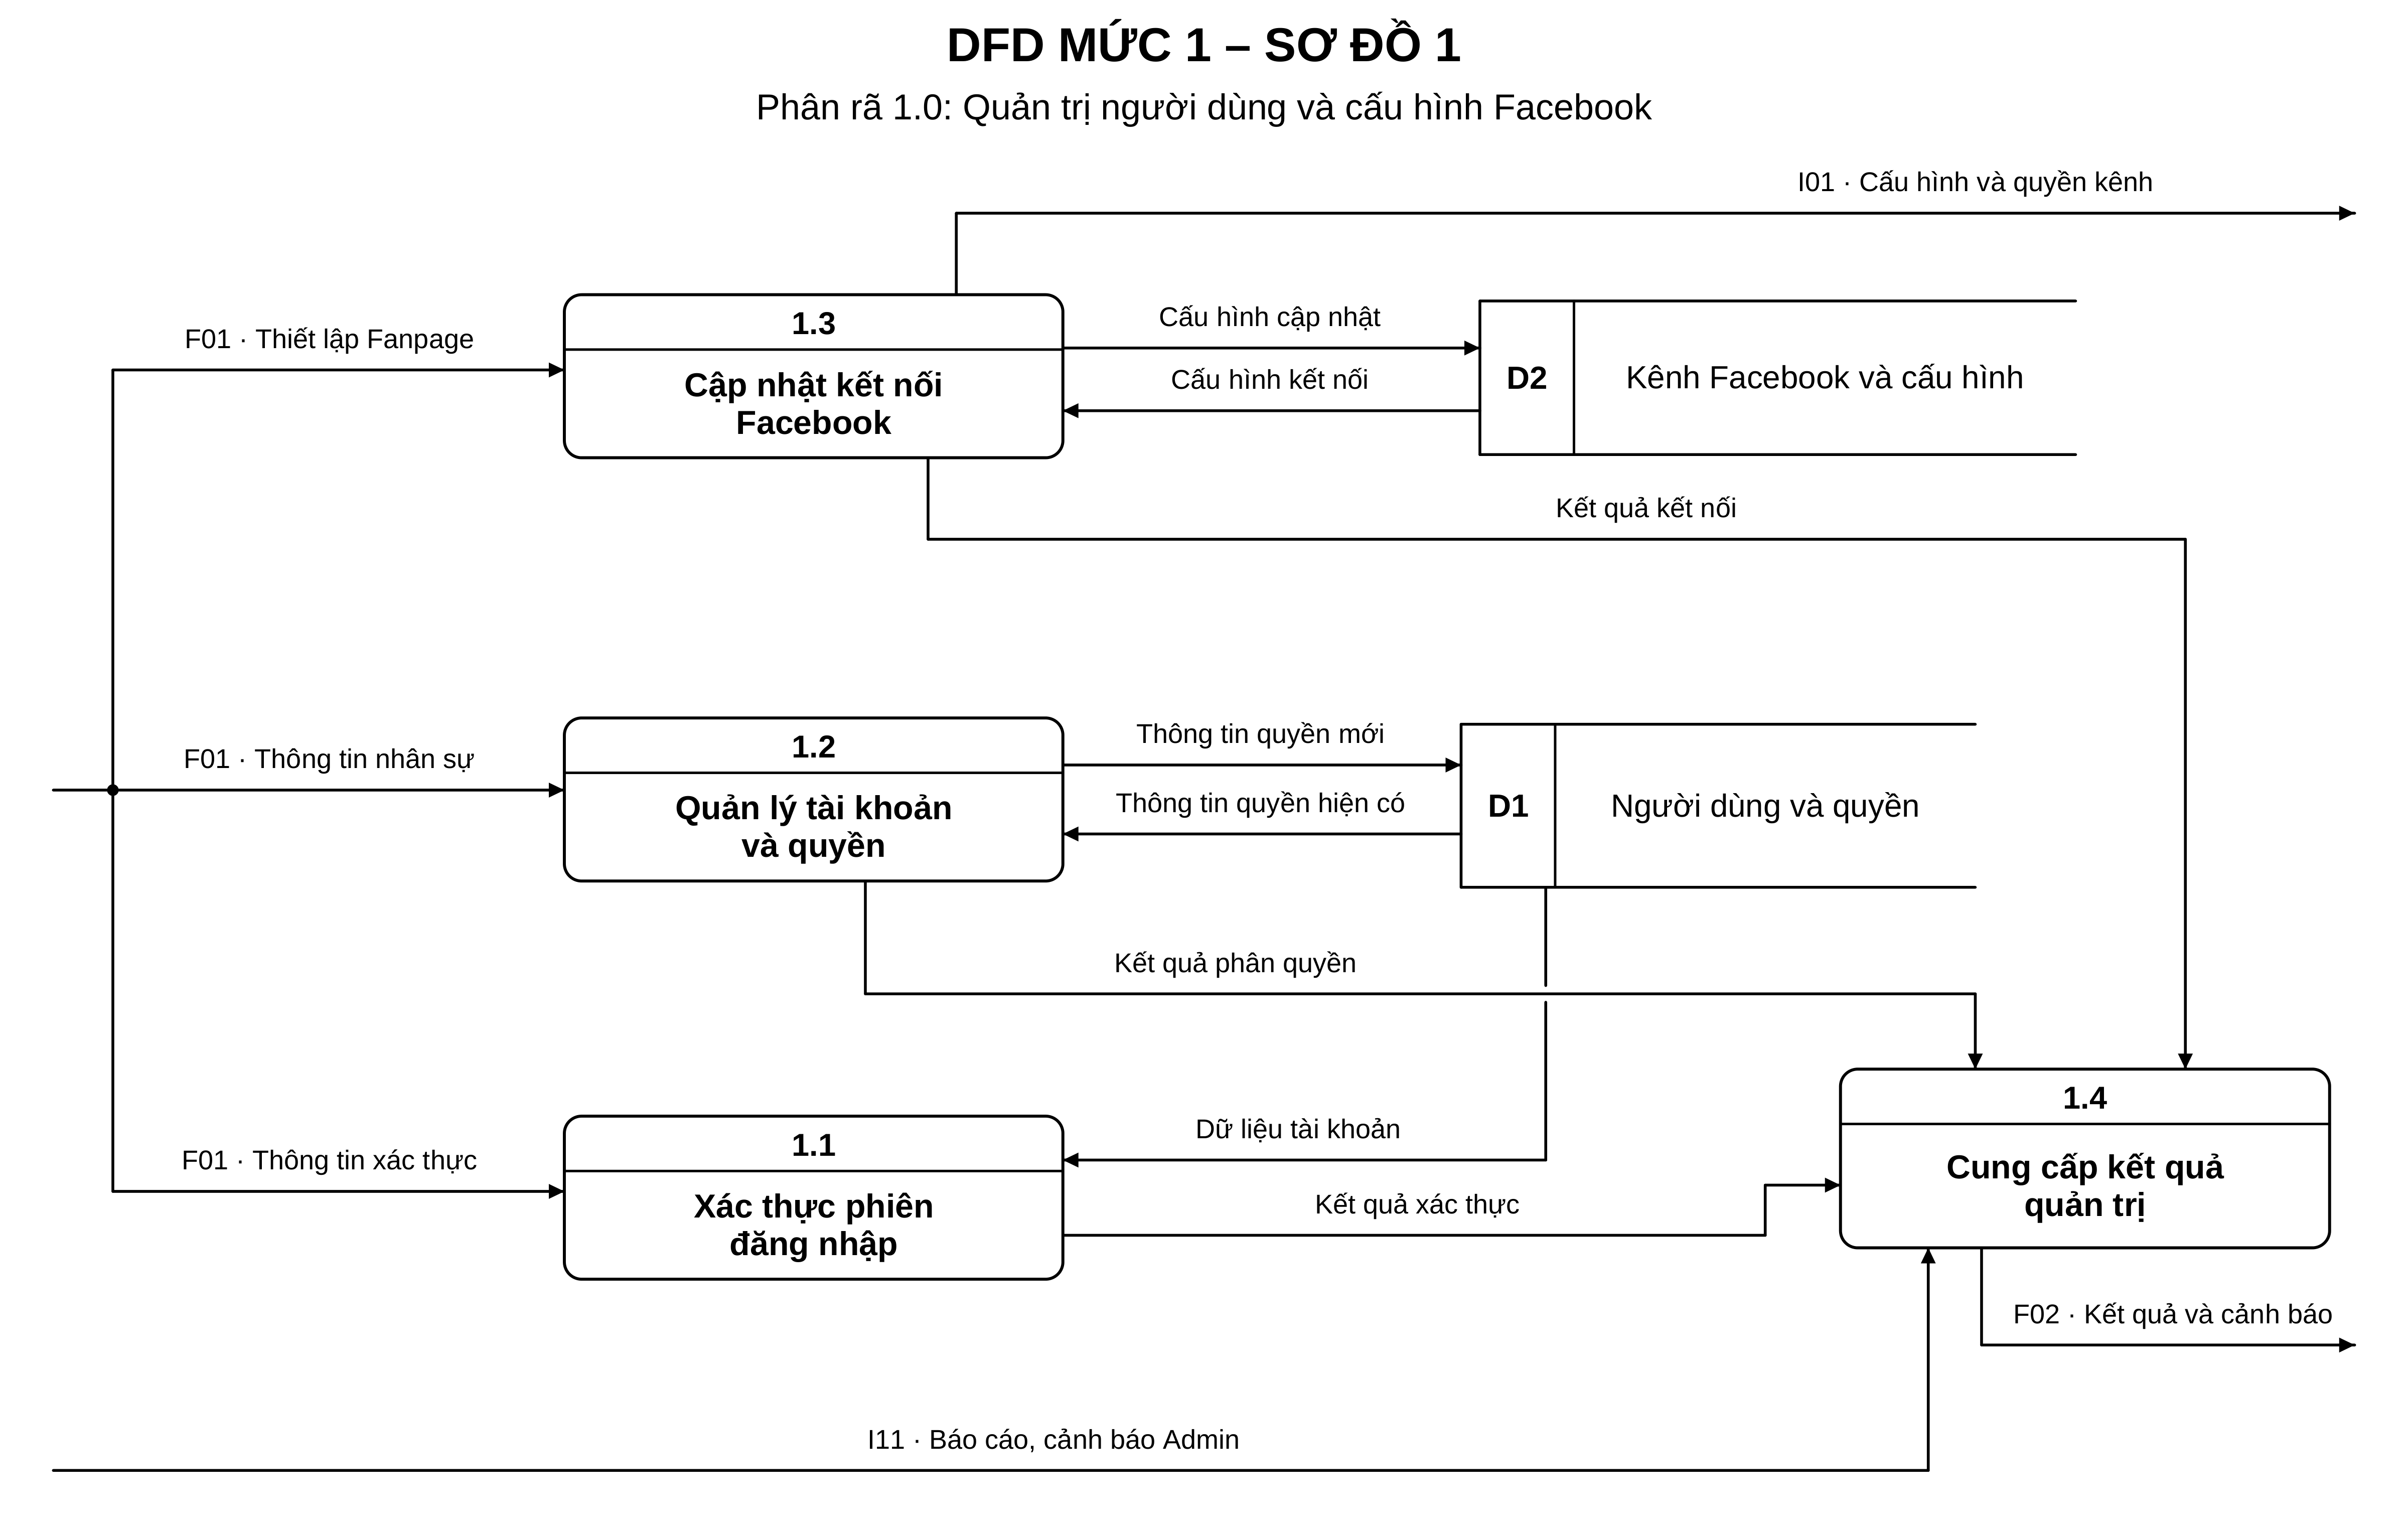 DFD MỨC 1 – SƠ ĐỒ 1
Phân rã 1.0: Quản trị người dùng và cấu hình Facebook
I01 · Cấu hình và quyền kênh
F01 · Thiết lập Fanpage
1.3
Cập nhật kết nối
Facebook
Cấu hình cập nhật
Cấu hình kết nối
D2
Kênh Facebook và cấu hình
Kết quả kết nối
F01 · Thông tin nhân sự
1.2
Quản lý tài khoản
và quyền
Thông tin quyền mới
Thông tin quyền hiện có
D1
Người dùng và quyền
Kết quả phân quyền
F01 · Thông tin xác thực
1.1
Xác thực phiên
đăng nhập
Dữ liệu tài khoản
Kết quả xác thực
1.4
Cung cấp kết quả
quản trị
F02 · Kết quả và cảnh báo
I11 · Báo cáo, cảnh báo Admin